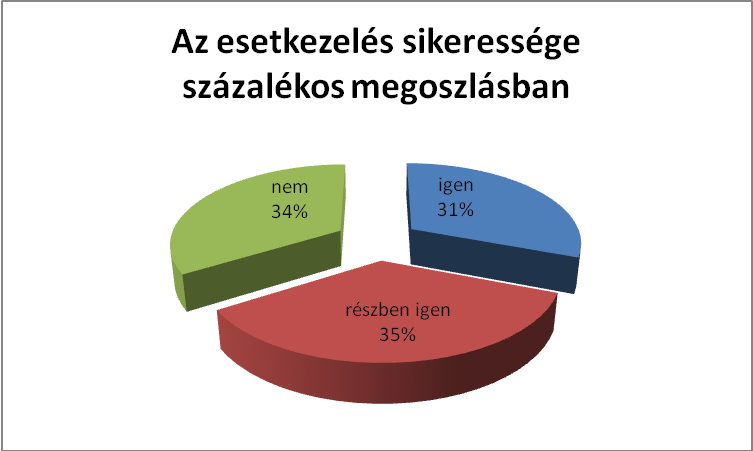 Az esetkezelés sikeressége
százalékos megoszlásban
nem
34%
igen
31%
részben igen
35%